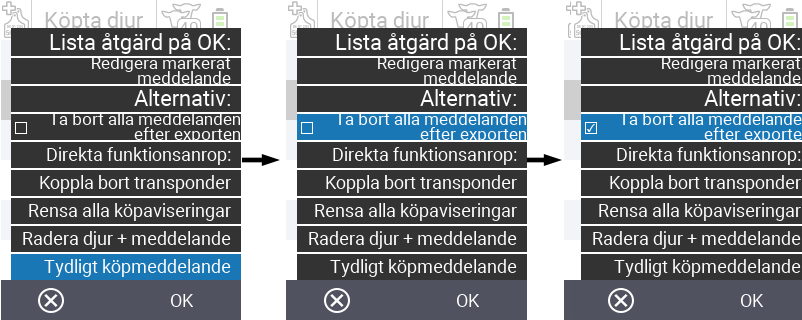 Köpta djur
Lista åtgärd på OK:
Redigera markerat
meddelande
Alternativ:
Ta bort alla meddelanden
efter exporten
Direkta funktionsanrop:
Koppla bort transponder
Rensa alla köpaviseringar
Radera djur + meddelande
Tydligt köpmeddelande
OK
Köpta djur
Lista åtgärd på OK:
Redigera markerat
meddelande
Alternativ:
Ta bort alla meddelanden
efter exporten
Direkta funktionsanrop:
Koppla bort transponder
Rensa alla köpaviseringar
Radera djur + meddelande
Tydligt köpmeddelande
OK
Köpta djur
Lista åtgärd på OK:
Redigera markerat
meddelande
Alternativ:
Ta bort alla meddelande
efter exporte
Direkta funktionsanrop:
Koppla bort transponder
Rensa alla köpaviseringar
Radera djur + meddelande
Tydligt köpmeddelande
OK